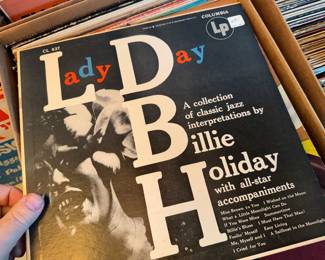 CL 637
COLUMBIA
Lp
Lady Day
A collection
of classic jazz
interpretations by
Billie
Holiday
with all-star
accompaniments
Miss Brown to You I Wished on the Moon
What a Little Moonlight Can Do
If You Were Mine Summertime
Billie's Blues Easy Living
Foolin' Myself I Must Have That Man!
Me, Myself and I A Sailboat in the Moonlight
I Cried for You